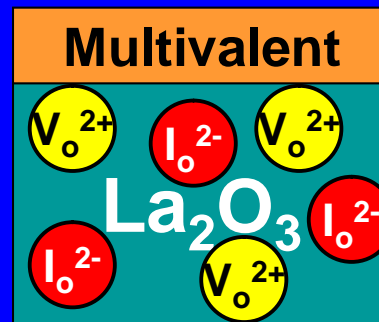 Multivalent
Vₒ²⁺ Vₒ²⁺
Iₒ²⁻
La₂O₃
Iₒ²⁻
Iₒ²⁻
Vₒ²⁺